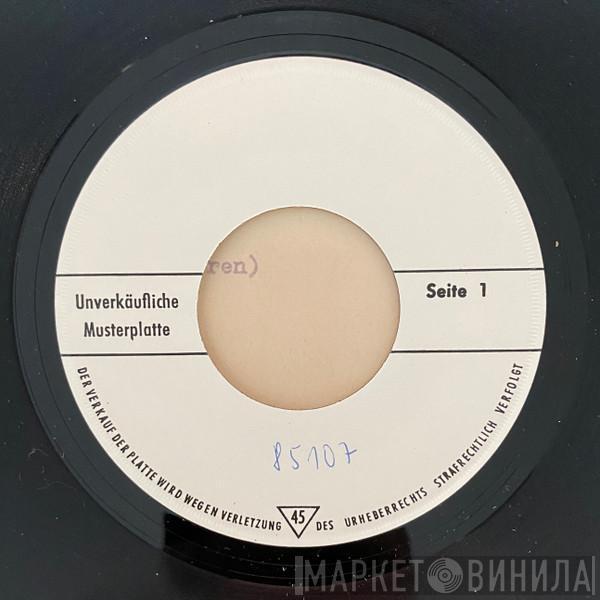 ren)
Unverkäufliche
Musterplatte
Seite 1
85107
DER VERKAUF DER PLATTE WIRD WEGEN VERLETZUNG DES URHEBERRECHTS STRAFRECHTLICH VERFOLGT
45
МАРКЕТ ВИНИЛА